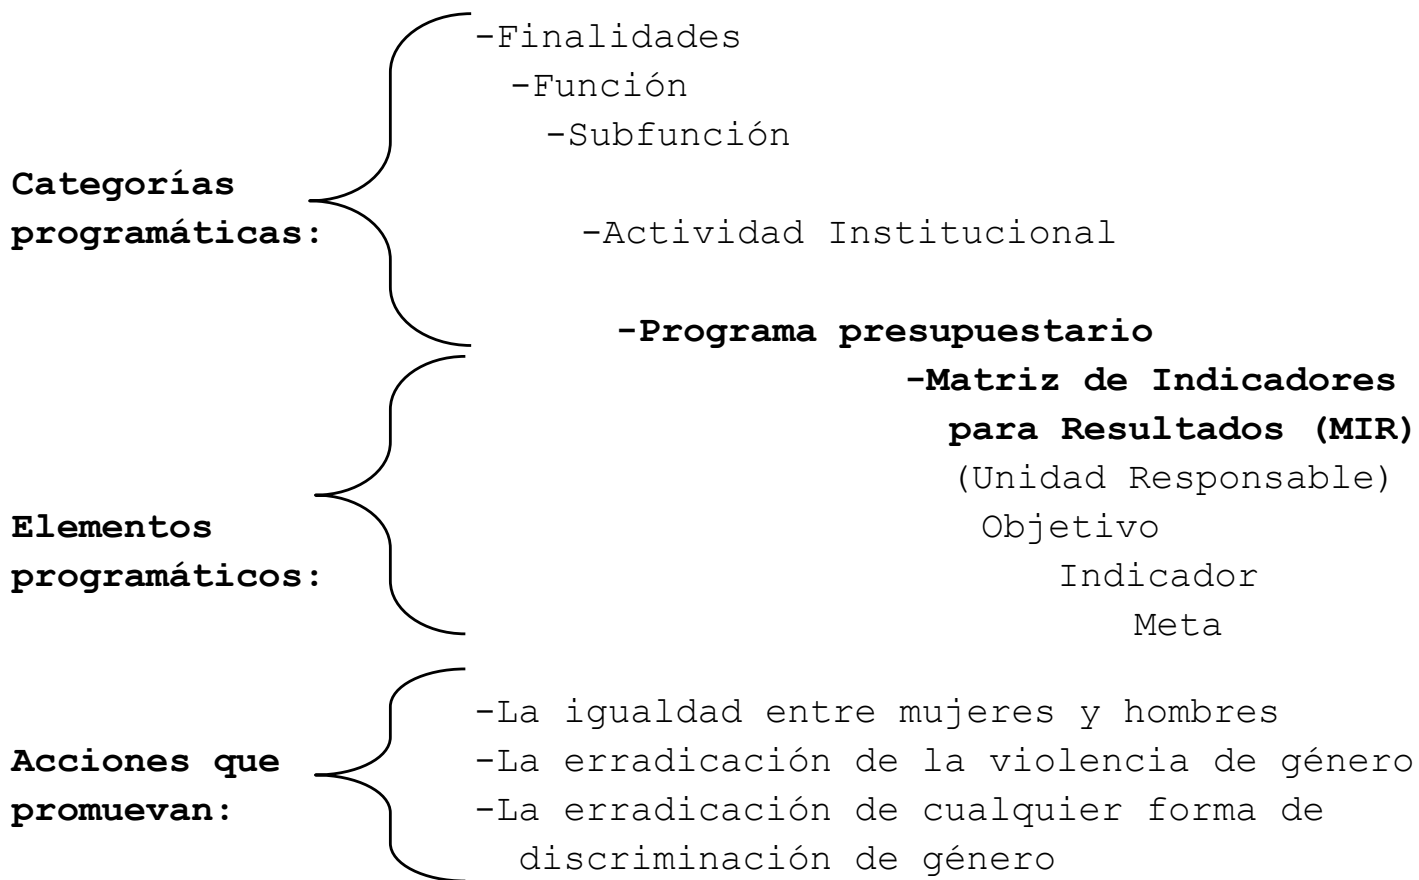 -Finalidades
-Función
-Subfunción
Categorías
programáticas:
-Actividad Institucional
-Programa presupuestario
-Matriz de Indicadores
para Resultados (MIR)
(Unidad Responsable)
Elementos
programáticos:
Objetivo
Indicador
Meta
Acciones que
promuevan:
-La igualdad entre mujeres y hombres
-La erradicación de la violencia de género
-La erradicación de cualquier forma de
discriminación de género